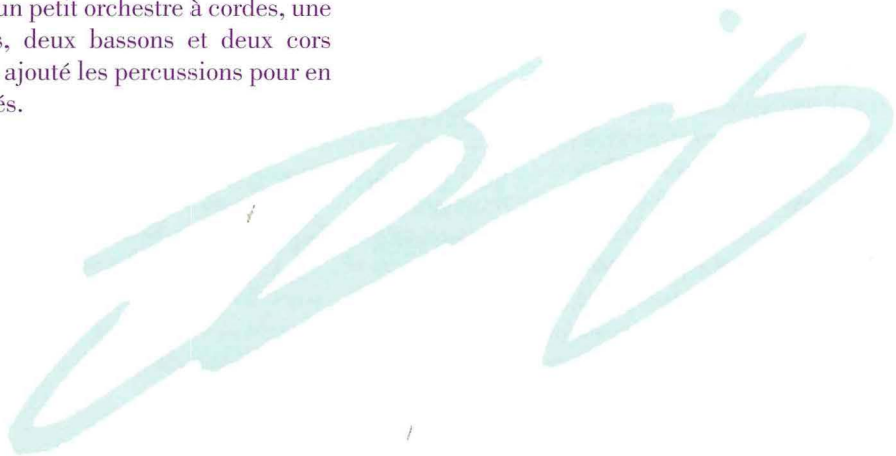 un petit orchestre à cordes, une
s, deux bassons et deux cors
ajouté les percussions pour en
és.